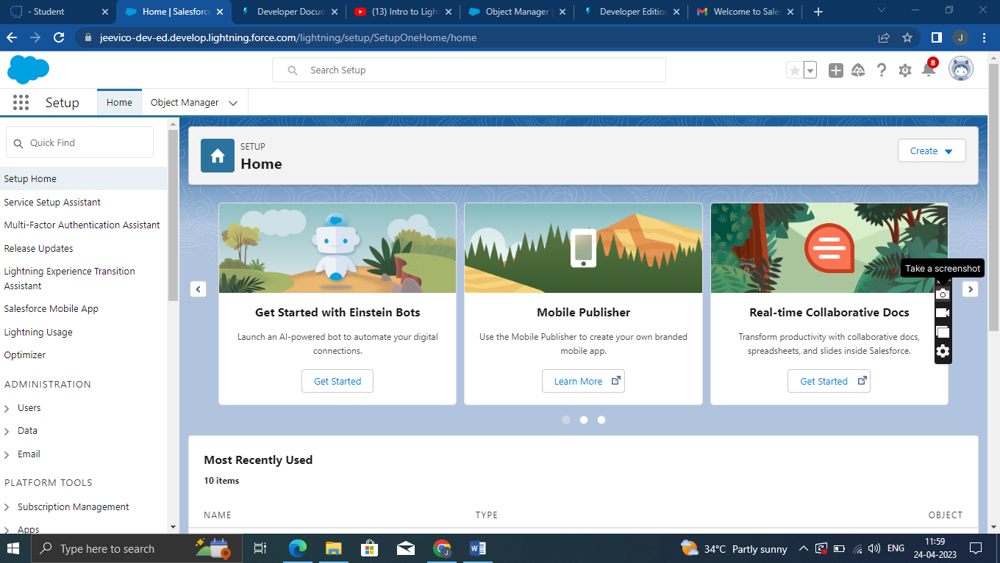 - Student
Home | Salesforce
Developer Docum
(13) Intro to Light
Object Manager
Developer Edition
Welcome to Sale
jeevico-dev-ed.develop.lightning.force.com/lightning/setup/SetupOneHome/home
J
Search Setup
8
Setup
Home
Object Manager
Quick Find
Setup Home
Service Setup Assistant
Multi-Factor Authentication Assistant
Release Updates
Lightning Experience Transition
Assistant
Salesforce Mobile App
Lightning Usage
Optimizer
ADMINISTRATION
Users
Data
Email
PLATFORM TOOLS
Subscription Management
Apps
SETUP
Home
Create
Get Started with Einstein Bots
Launch an AI-powered bot to automate your digital
connections.
Get Started
Mobile Publisher
Use the Mobile Publisher to create your own branded
mobile app.
Learn More
Take a screenshot
Real-time Collaborative Docs
Transform productivity with collaborative docs,
spreadsheets, and slides inside Salesforce.
Get Started
Most Recently Used
10 items
NAME TYPE OBJECT
Type here to search
34°C Partly sunny
ENG
11:59
24-04-2023